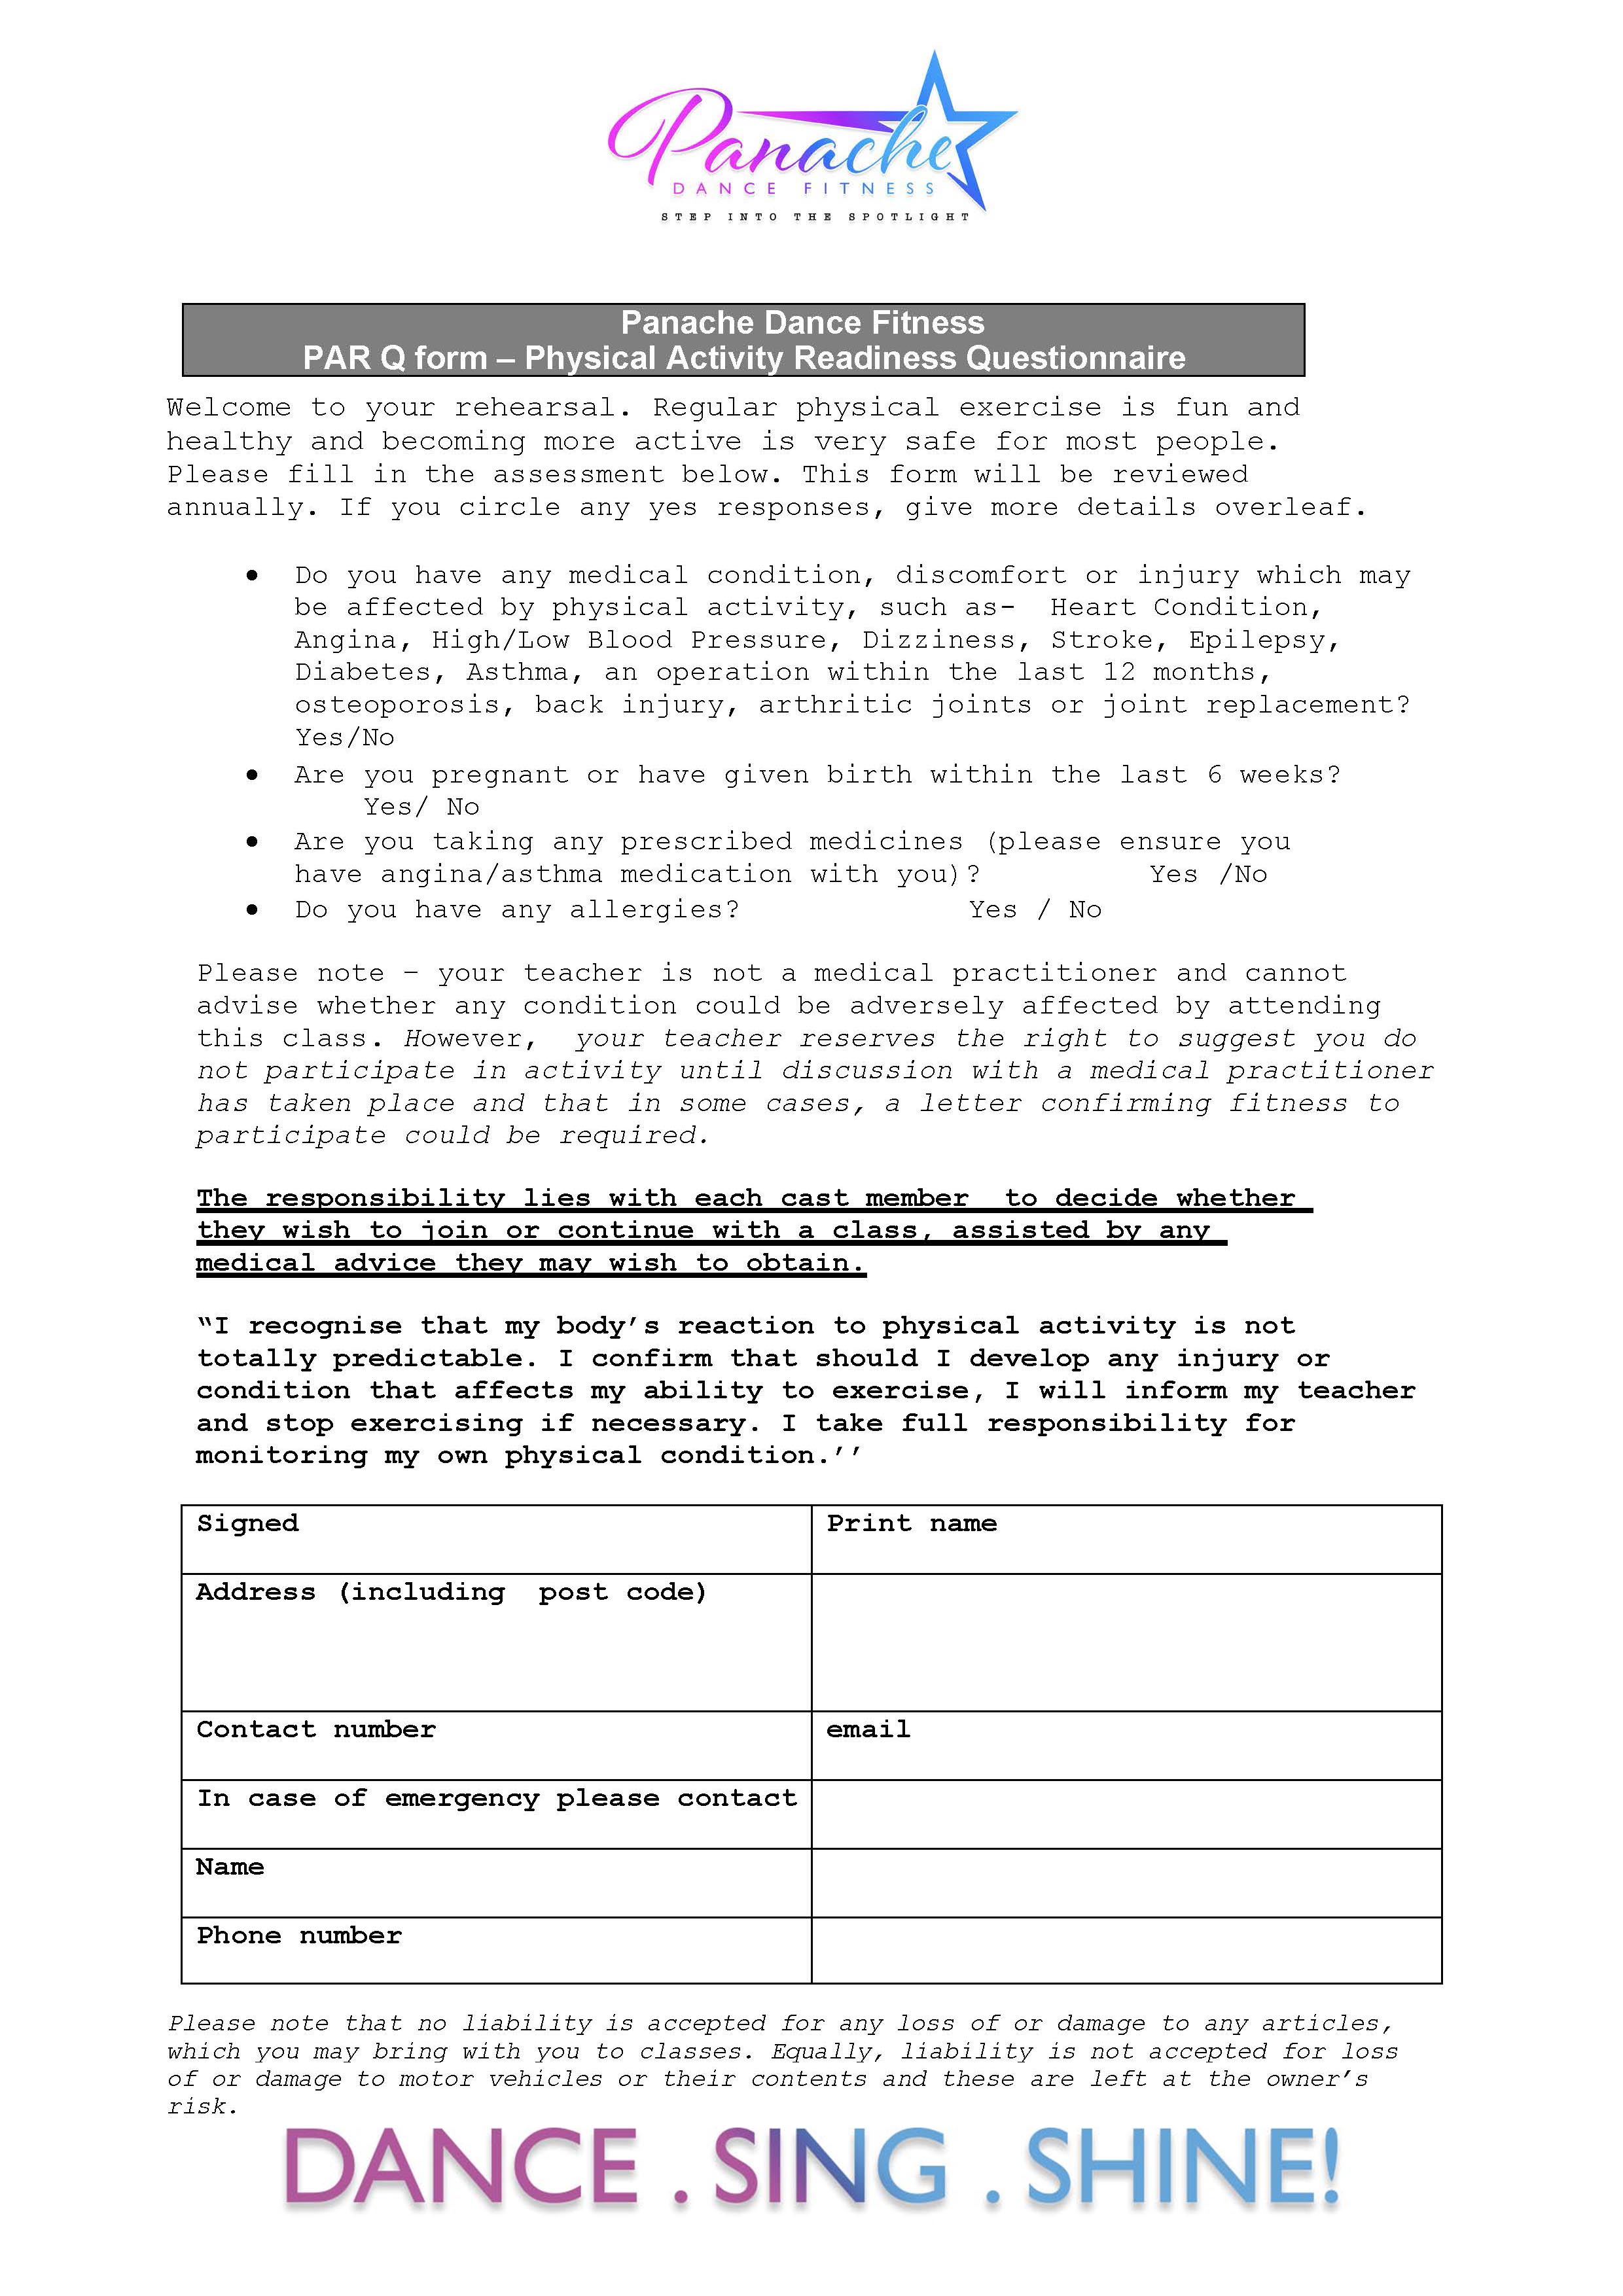 Panache
DANCE FITNESS
STEP INTO THE SPOTLIGHT
Panache Dance Fitness
PAR Q form – Physical Activity Readiness Questionnaire
Welcome to your rehearsal. Regular physical exercise is fun and
healthy and becoming more active is very safe for most people.
Please fill in the assessment below. This form will be reviewed
annually. If you circle any yes responses, give more details overleaf.
• Do you have any medical condition, discomfort or injury which may
be affected by physical activity, such as-  Heart Condition,
Angina, High/Low Blood Pressure, Dizziness, Stroke, Epilepsy,
Diabetes, Asthma, an operation within the last 12 months,
osteoporosis, back injury, arthritic joints or joint replacement?
Yes/No
• Are you pregnant or have given birth within the last 6 weeks?
Yes/ No
• Are you taking any prescribed medicines (please ensure you
have angina/asthma medication with you)? Yes /No
• Do you have any allergies? Yes / No
Please note – your teacher is not a medical practitioner and cannot
advise whether any condition could be adversely affected by attending
this class. However,  your teacher reserves the right to suggest you do
not participate in activity until discussion with a medical practitioner
has taken place and that in some cases, a letter confirming fitness to
participate could be required.
The responsibility lies with each cast member  to decide whether
they wish to join or continue with a class, assisted by any
medical advice they may wish to obtain.
“I recognise that my body’s reaction to physical activity is not
totally predictable. I confirm that should I develop any injury or
condition that affects my ability to exercise, I will inform my teacher
and stop exercising if necessary. I take full responsibility for
monitoring my own physical condition.’’
Signed Print name
Address (including  post code)
Contact number email
In case of emergency please contact
Name
Phone number
Please note that no liability is accepted for any loss of or damage to any articles,
which you may bring with you to classes. Equally, liability is not accepted for loss
of or damage to motor vehicles or their contents and these are left at the owner’s
risk.
DANCE . SING . SHINE!